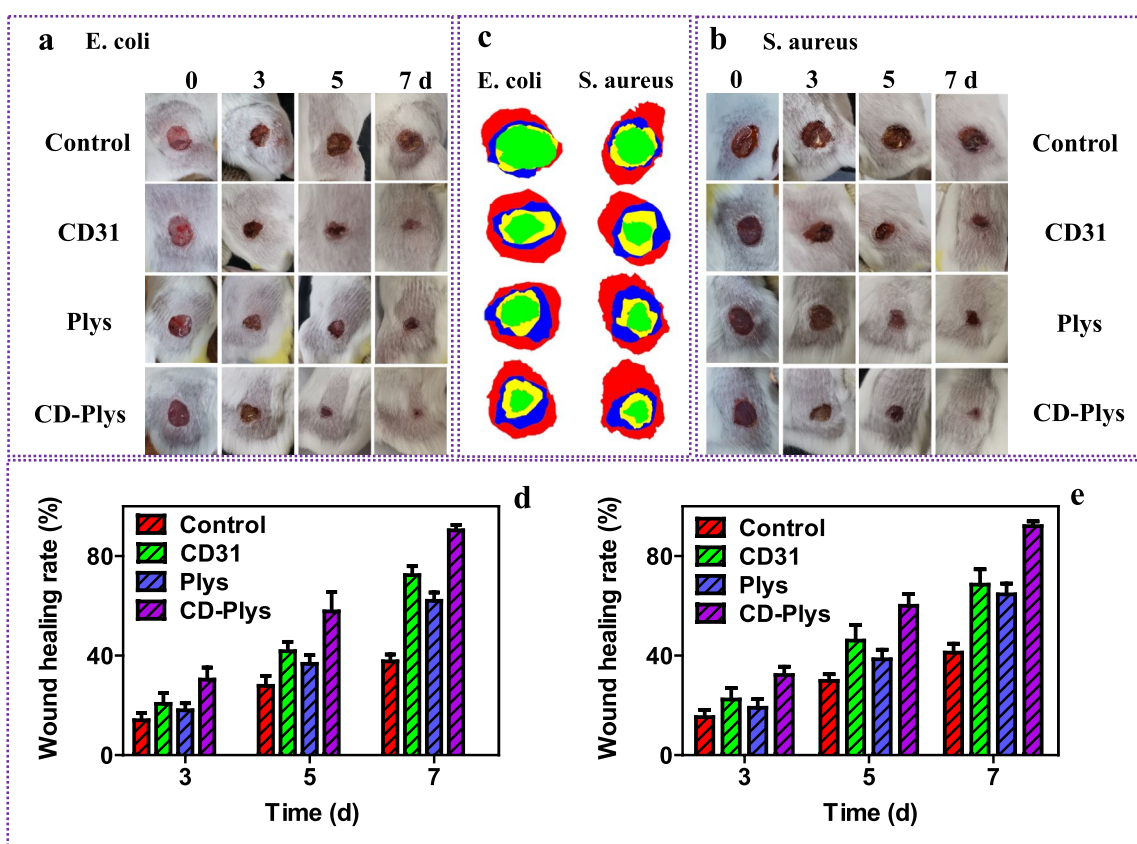 a E. coli
0 3 5 7 d
Control
CD31
Plys
CD-Plys
c
E. coli S. aureus
b S. aureus
0 3 5 7 d
Control
CD31
Plys
CD-Plys
d
Wound healing rate (%)
80
40
0
Control
CD31
Plys
CD-Plys
3 5 7
Time (d)
e
Wound healing rate (%)
80
40
0
Control
CD31
Plys
CD-Plys
3 5 7
Time (d)